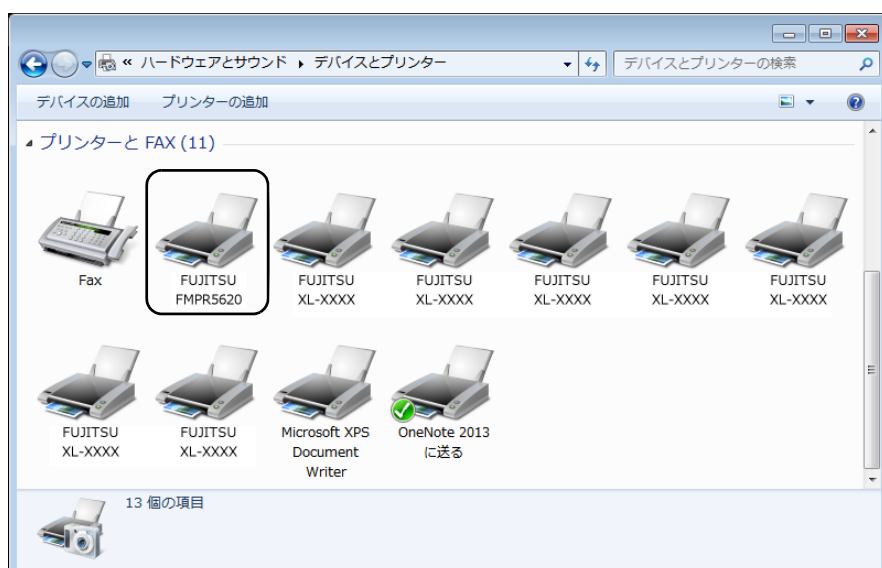 « ハードウェアとサウンド ▸ デバイスとプリンター
デバイスとプリンターの検索
デバイスの追加 プリンターの追加
プリンターと FAX (11)
Fax
FUJITSU
FMPR5620
FUJITSU
XL-XXXX
FUJITSU
XL-XXXX
FUJITSU
XL-XXXX
FUJITSU
XL-XXXX
FUJITSU
XL-XXXX
FUJITSU
XL-XXXX
FUJITSU
XL-XXXX
Microsoft XPS
Document
Writer
OneNote 2013
に送る
13 個の項目